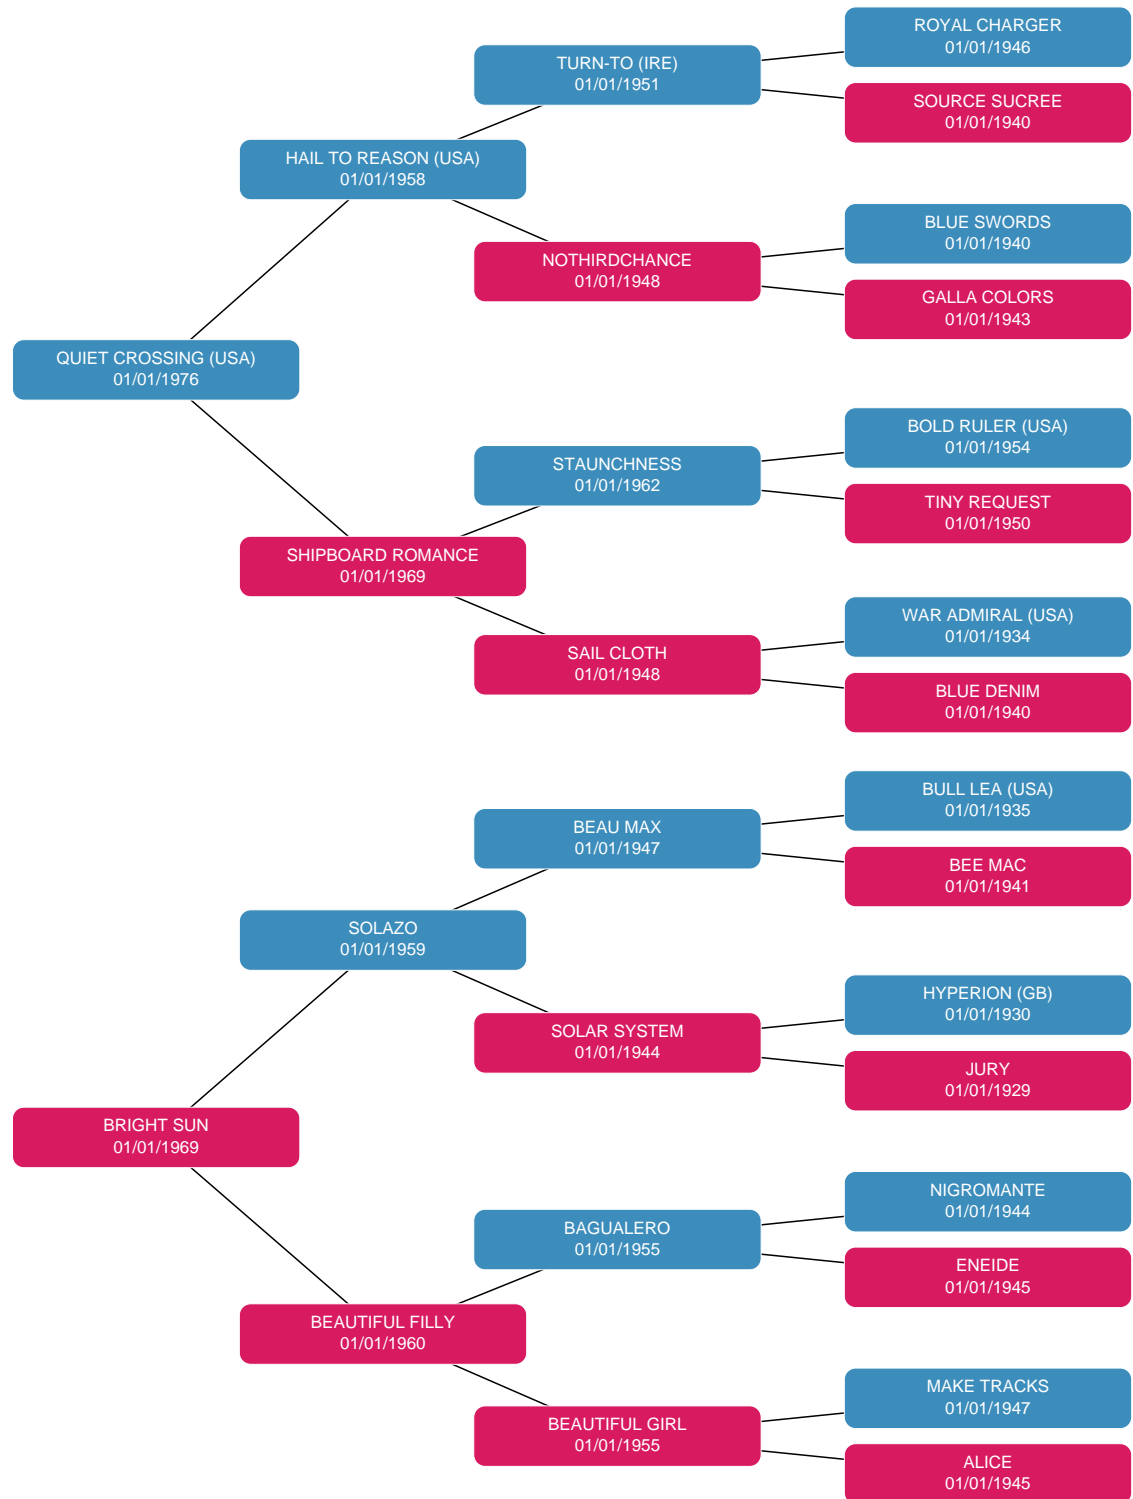 ROYAL CHARGER
01/01/1946
TURN-TO (IRE)
01/01/1951
SOURCE SUCREE
01/01/1940
HAIL TO REASON (USA)
01/01/1958
BLUE SWORDS
01/01/1940
NOTHIRDCHANCE
01/01/1948
GALLA COLORS
01/01/1943
QUIET CROSSING (USA)
01/01/1976
BOLD RULER (USA)
01/01/1954
STAUNCHNESS
01/01/1962
TINY REQUEST
01/01/1950
SHIPBOARD ROMANCE
01/01/1969
WAR ADMIRAL (USA)
01/01/1934
SAIL CLOTH
01/01/1948
BLUE DENIM
01/01/1940
BULL LEA (USA)
01/01/1935
BEAU MAX
01/01/1947
BEE MAC
01/01/1941
SOLAZO
01/01/1959
HYPERION (GB)
01/01/1930
SOLAR SYSTEM
01/01/1944
JURY
01/01/1929
BRIGHT SUN
01/01/1969
NIGROMANTE
01/01/1944
BAGUALERO
01/01/1955
ENEIDE
01/01/1945
BEAUTIFUL FILLY
01/01/1960
MAKE TRACKS
01/01/1947
BEAUTIFUL GIRL
01/01/1955
ALICE
01/01/1945